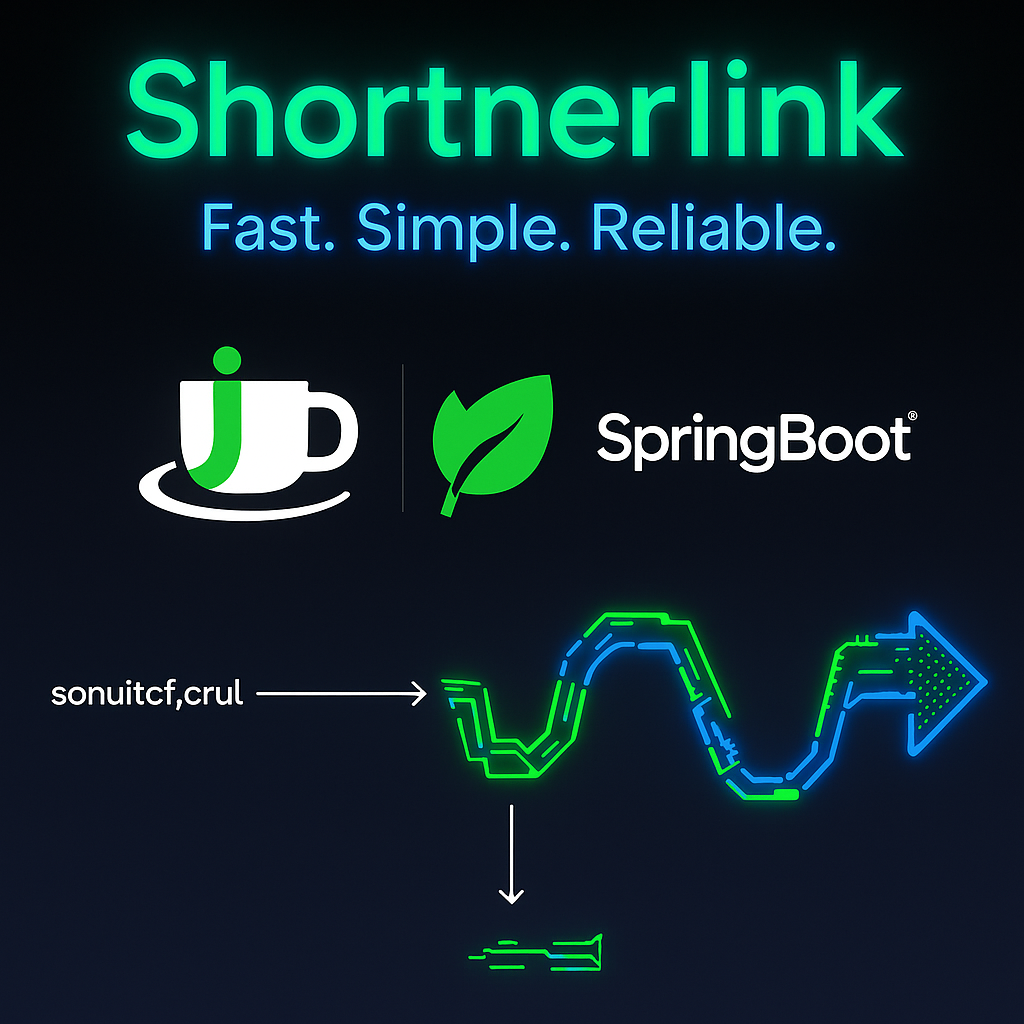 Shortnerlink
Fast. Simple. Reliable.
j
SpringBoot®
sonuitcf,crul